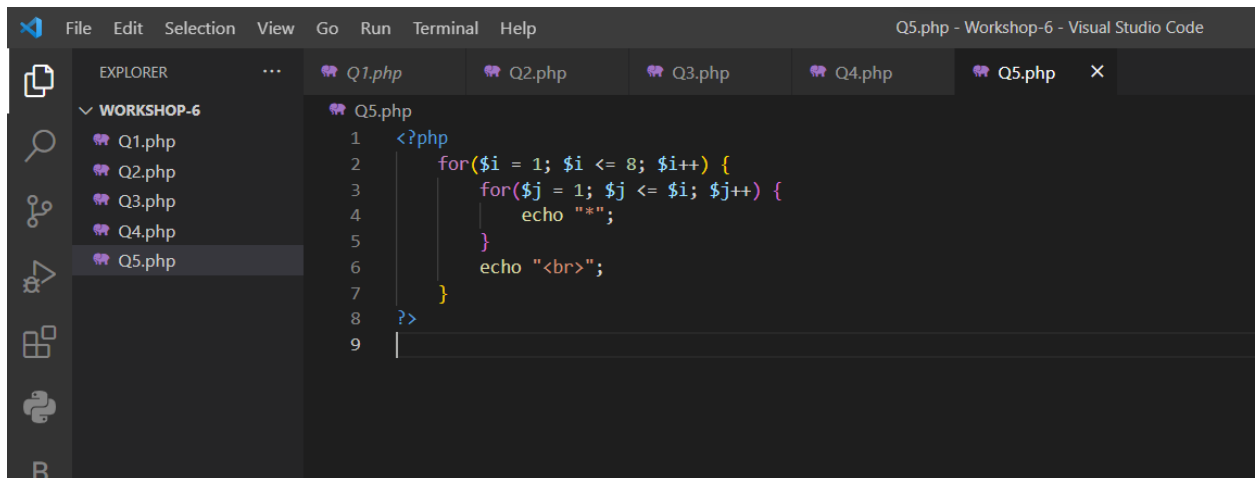 File Edit Selection View Go Run Terminal Help Q5.php - Workshop-6 - Visual Studio Code
EXPLORER ... Q1.php Q2.php Q3.php Q4.php Q5.php
WORKSHOP-6
Q1.php
Q2.php
Q3.php
Q4.php
Q5.php
Q5.php
1 <?php
2 for($i = 1; $i <= 8; $i++) {
3 for($j = 1; $j <= $i; $j++) {
4 echo "*";
5 }
6 echo "<br>";
7 }
8 ?>
9